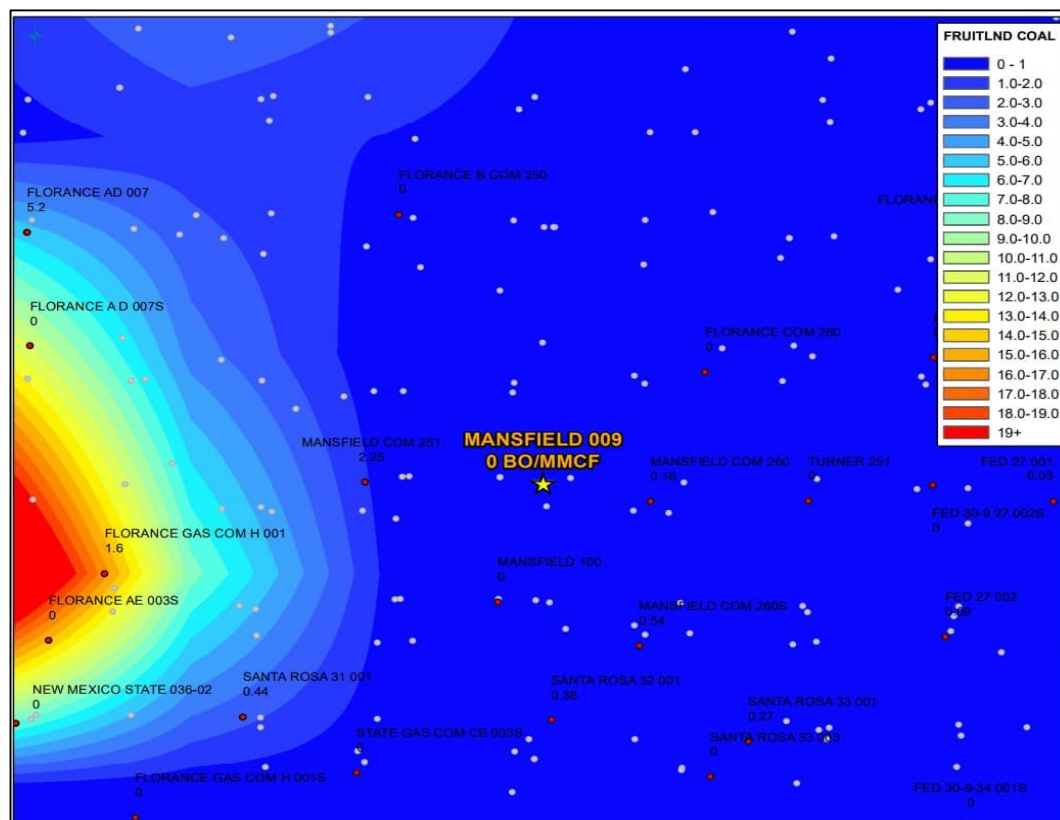 FRUITLND COAL
0 - 1
1.0-2.0
2.0-3.0
3.0-4.0
4.0-5.0
5.0-6.0
6.0-7.0
7.0-8.0
8.0-9.0
9.0-10.0
10.0-11.0
11.0-12.0
12.0-13.0
13.0-14.0
14.0-15.0
15.0-16.0
16.0-17.0
17.0-18.0
18.0-19.0
19+
FLORANCE B COM 250
0
FLORANCE AD 007
5.2
FLORANC
FLORANCE A D 007S
0
FLORANCE COM 260
0
MANSFIELD 009
0 BO/MMCF
MANSFIELD COM 251
2.25
MANSFIELD COM 260
0.16
TURNER 251
0
FED 27 001
0.03
FED 30-9 27 002S
0
FLORANCE GAS COM H 001
1.6
MANSFIELD 100
0
FLORANCE AE 003S
0
MANSFIELD COM 260S
0.54
FED 27 002
0.09
NEW MEXICO STATE 036-02
0
SANTA ROSA 31 001
0.44
SANTA ROSA 32 001
0.38
SANTA ROSA 33 001
0.27
STATE GAS COM CB 003S
0
SANTA ROSA 33 003
0
FLORANCE GAS COM H 001S
0
FED 30-9-34 001S
0